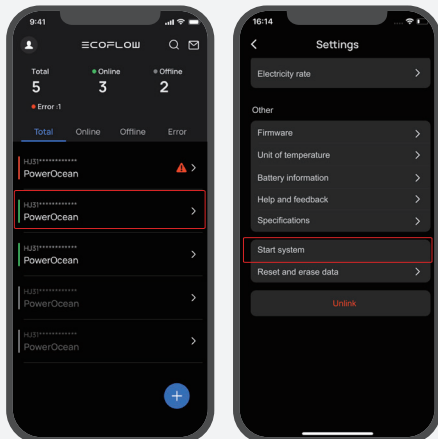 9:41
ECOFLOW
Total
Online
Offline
5
3
2
Error :1
Total Online Offline Error
HJ31************
PowerOcean
HJ31************
PowerOcean
HJ31************
PowerOcean
HJ31************
PowerOcean
HJ31************
PowerOcean
16:14
Settings
Electricity rate
Other
Firmware
Unit of temperature
Battery information
Help and feedback
Specifications
Start system
Reset and erase data
Unlink